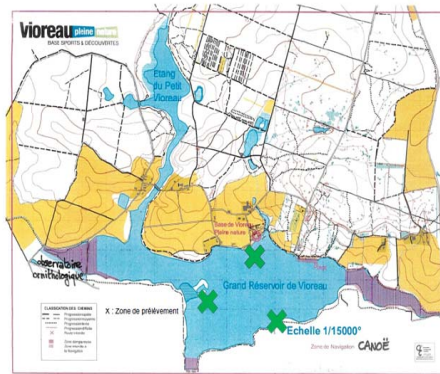 Vioreau pleine nature
BASE SPORTS & DÉCOUVERTES
Etang
du Petit
Vioreau
Base de Vioreau
Pleine nature
observatoire
ornithologique
Grand Réservoir de Vioreau
CLASSIFICATION DES CHEMINS
X : Zone de prélèvement
Echelle 1/15000°
Zone de Navigation CANOË